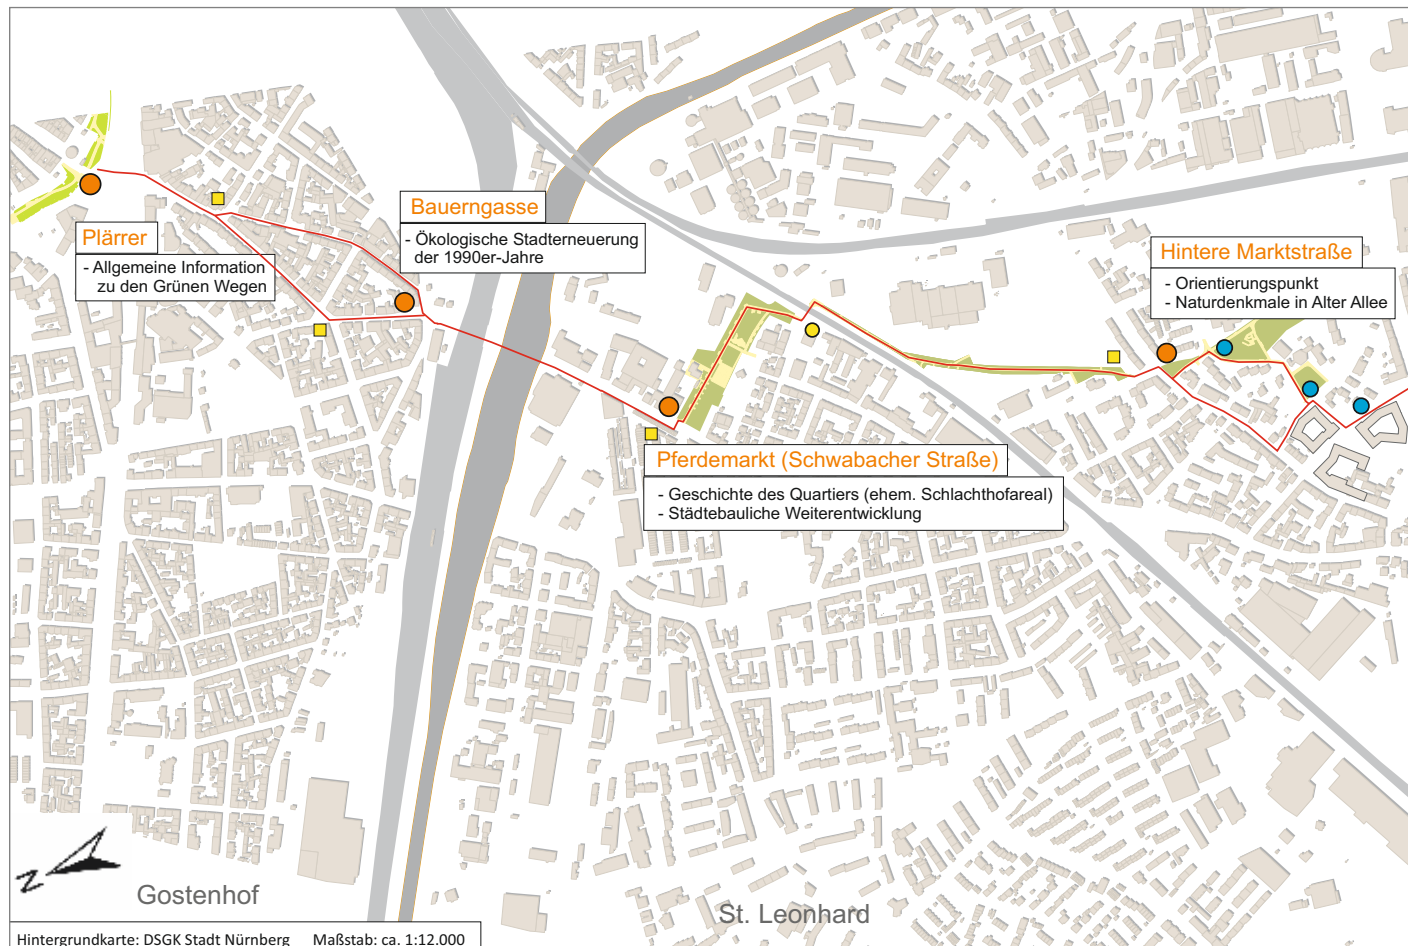 Plärrer
- Allgemeine Information
zu den Grünen Wegen
Bauerngasse
- Ökologische Stadterneuerung
der 1990er-Jahre
Hintere Marktstraße
- Orientierungspunkt
- Naturdenkmale in Alter Allee
Pferdemarkt (Schwabacher Straße)
- Geschichte des Quartiers (ehem. Schlachthofareal)
- Städtebauliche Weiterentwicklung
N
Gostenhof
St. Leonhard
Hintergrundkarte: DSGK Stadt Nürnberg Maßstab: ca. 1:12.000